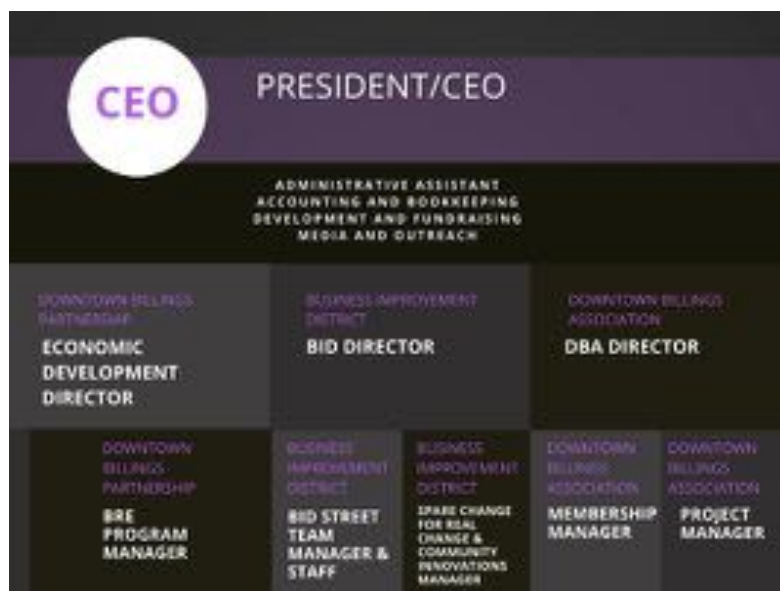 CEO
PRESIDENT/CEO
ADMINISTRATIVE ASSISTANT
ACCOUNTING AND BOOKKEEPING
DEVELOPMENT AND FUNDRAISING
MEDIA AND OUTREACH
DOWNTOWN BILLINGS
PARTNERSHIP
ECONOMIC
DEVELOPMENT
DIRECTOR
BUSINESS IMPROVEMENT
DISTRICT
BID DIRECTOR
DOWNTOWN BILLINGS
ASSOCIATION
DBA DIRECTOR
DOWNTOWN
BILLINGS
PARTNERSHIP
BRE
PROGRAM
MANAGER
BUSINESS
IMPROVEMENT
DISTRICT
BID STREET
TEAM
MANAGER &
STAFF
BUSINESS
IMPROVEMENT
DISTRICT
SPARE CHANGE
FOR REAL
CHANGE &
COMMUNITY
INNOVATIONS
MANAGER
DOWNTOWN
BILLINGS
ASSOCIATION
MEMBERSHIP
MANAGER
DOWNTOWN
BILLINGS
ASSOCIATION
PROJECT
MANAGER